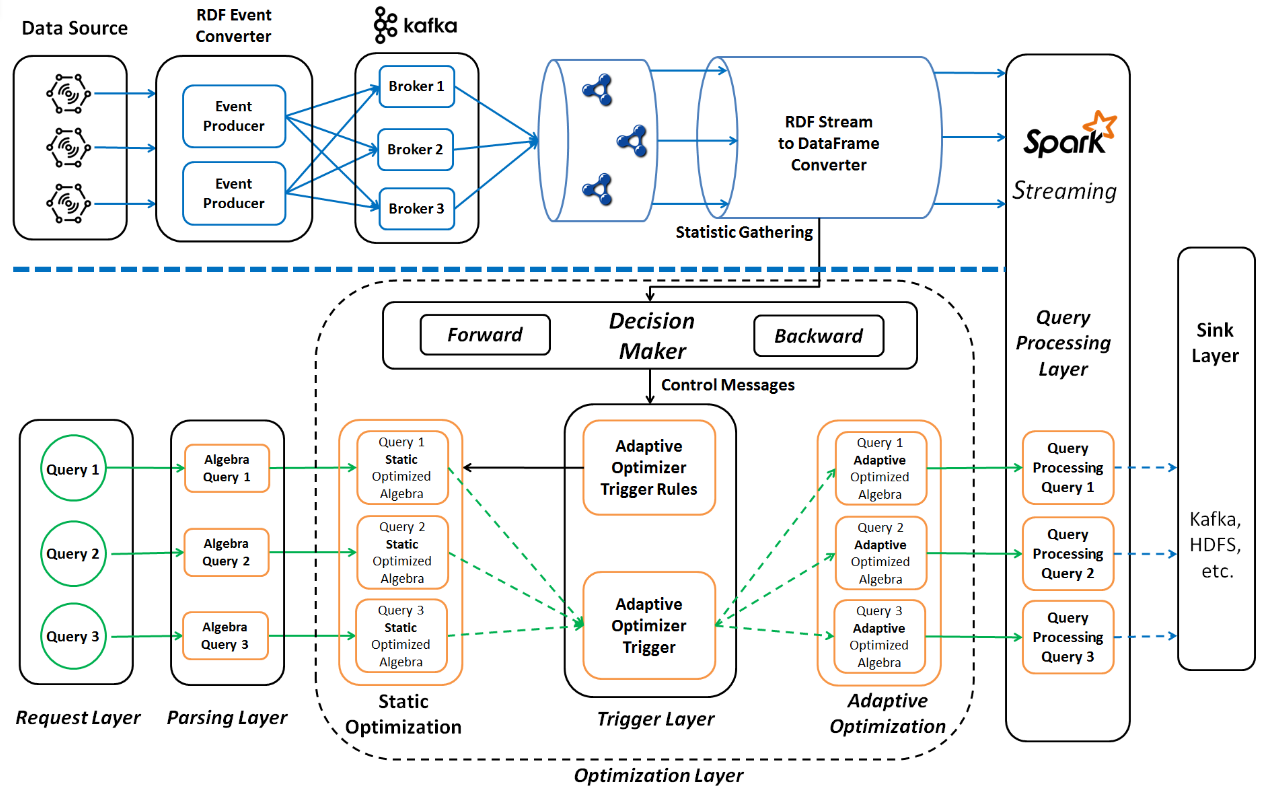 Data Source
RDF Event
Converter
kafka
Event
Producer
Event
Producer
Broker 1
Broker 2
Broker 3
RDF Stream
to DataFrame
Converter
Spark
Streaming
Statistic Gathering
Decision
Maker
Forward
Backward
Control Messages
Query
Processing
Layer
Sink
Layer
Query 1
Query 2
Query 3
Algebra
Query 1
Algebra
Query 2
Algebra
Query 3
Query 1
Static
Optimized
Algebra
Query 2
Static
Optimized
Algebra
Query 3
Static
Optimized
Algebra
Adaptive
Optimizer
Trigger Rules
Adaptive
Optimizer
Trigger
Query 1
Adaptive
Optimized
Algebra
Query 2
Adaptive
Optimized
Algebra
Query 3
Adaptive
Optimized
Algebra
Query
Processing
Query 1
Query
Processing
Query 2
Query
Processing
Query 3
Kafka,
HDFS,
etc.
Request Layer
Parsing Layer
Static
Optimization
Trigger Layer
Adaptive
Optimization
Optimization Layer